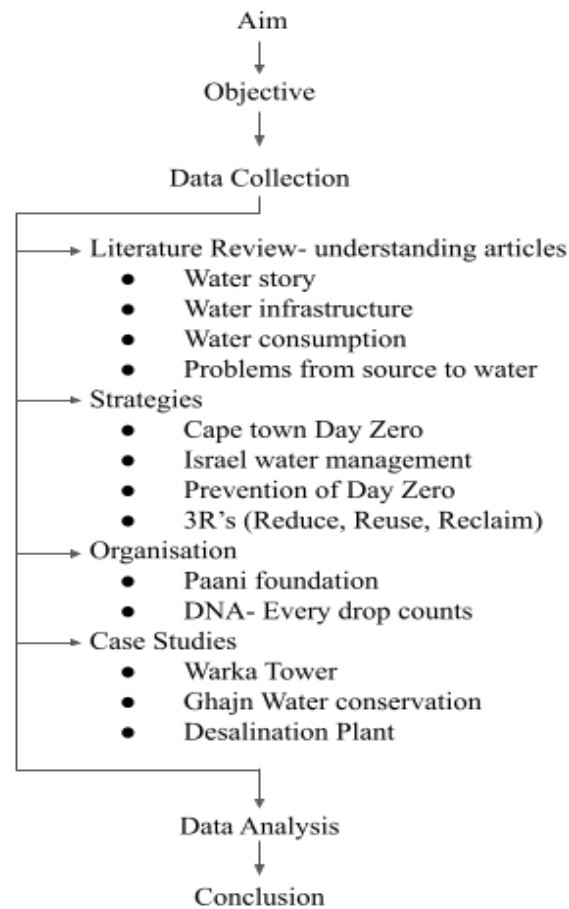 Aim
Objective
Data Collection
Literature Review- understanding articles
● Water story
● Water infrastructure
● Water consumption
● Problems from source to water
Strategies
● Cape town Day Zero
● Israel water management
● Prevention of Day Zero
● 3R's (Reduce, Reuse, Reclaim)
Organisation
● Paani foundation
● DNA- Every drop counts
Case Studies
● Warka Tower
● Ghajn Water conservation
● Desalination Plant
Data Analysis
Conclusion